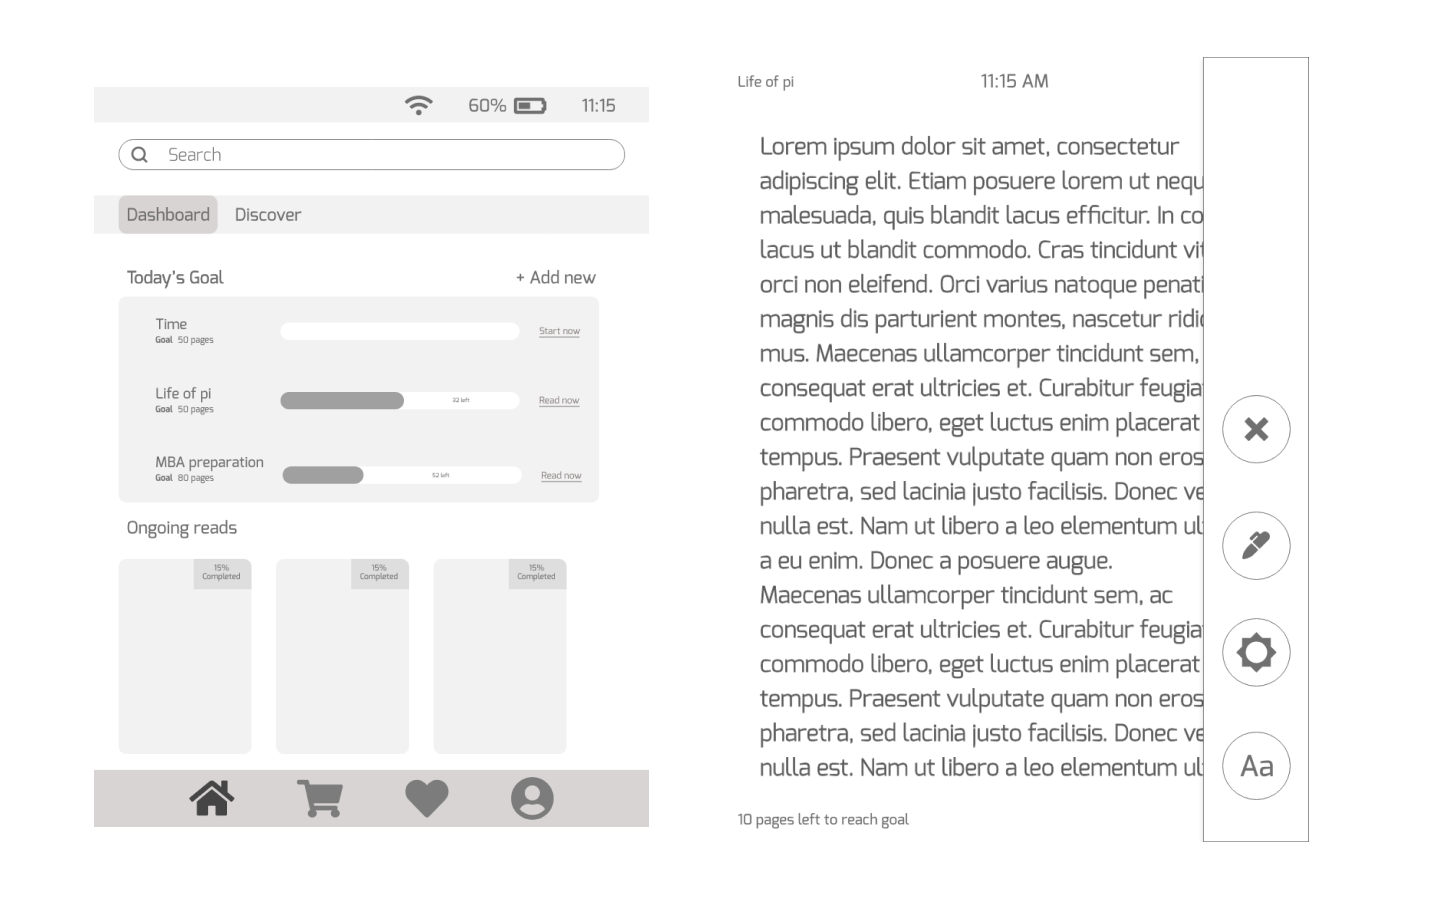 60% 11:15
Search
Dashboard Discover
Today's Goal + Add new
Time
Goal 50 pages
Start now
Life of pi
Goal 50 pages
32 left
Read now
MBA preparation
Goal 80 pages
52 left
Read now
Ongoing reads
15%
Completed
15%
Completed
15%
Completed
Life of pi
11:15 AM
Lorem ipsum dolor sit amet, consectetur
adipiscing elit. Etiam posuere lorem ut nequ
malesuada, quis blandit lacus efficitur. In co
lacus ut blandit commodo. Cras tincidunt vit
orci non eleifend. Orci varius natoque penati
magnis dis parturient montes, nascetur ridic
mus. Maecenas ullamcorper tincidunt sem,
consequat erat ultricies et. Curabitur feugiat
commodo libero, eget luctus enim placerat
tempus. Praesent vulputate quam non eros
pharetra, sed lacinia justo facilisis. Donec ve
nulla est. Nam ut libero a leo elementum ult
a eu enim. Donec a posuere augue.
Maecenas ullamcorper tincidunt sem, ac
consequat erat ultricies et. Curabitur feugiat
commodo libero, eget luctus enim placerat
tempus. Praesent vulputate quam non eros
pharetra, sed lacinia justo facilisis. Donec ve
nulla est. Nam ut libero a leo elementum ult
10 pages left to reach goal
Aa